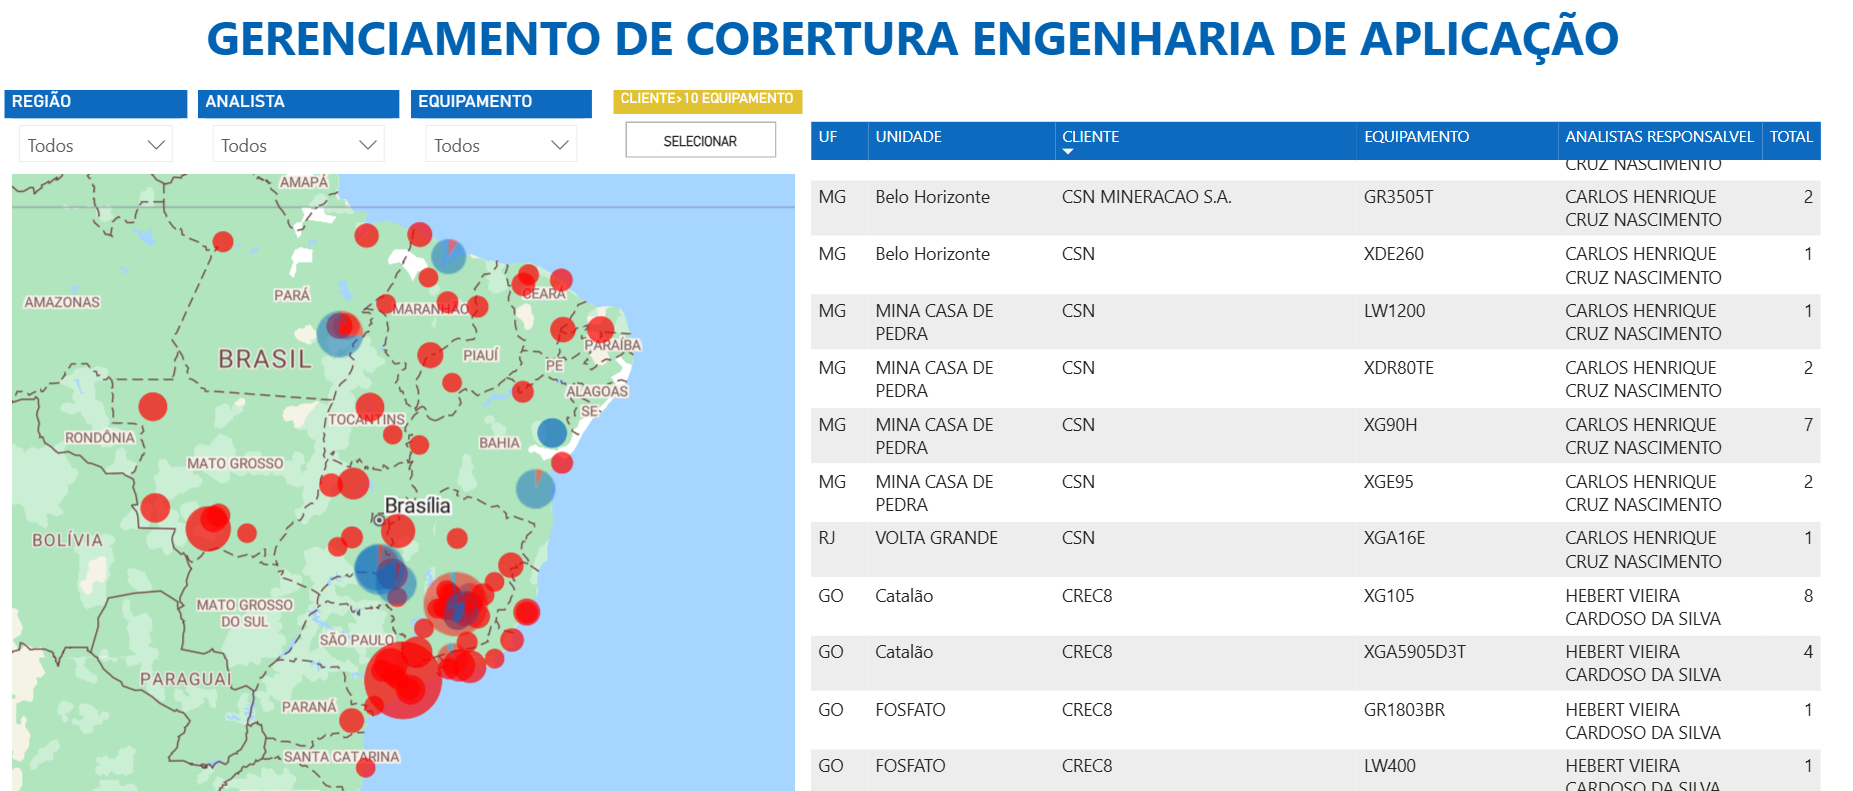 GERENCIAMENTO DE COBERTURA ENGENHARIA DE APLICAÇÃO
REGIÃO
ANALISTA
EQUIPAMENTO
CLIENTE>10 EQUIPAMENTO
Todos
Todos
Todos
SELECIONAR
AMAPÁ
AMAZONAS
PARÁ
MARANHÃO
CEARÁ
BRASIL
PIAUÍ
PARAÍBA
PE
ALAGOAS
SE
TOCANTINS
RONDÔNIA
BAHIA
MATO GROSSO
Brasília
BOLÍVIA
MATO GROSSO
DO SUL
SÃO PAULO
PARAGUAI
PARANÁ
SANTA CATARINA
UF UNIDADE CLIENTE EQUIPAMENTO ANALISTAS RESPONSALVEL TOTAL
CRUZ NASCIMENTO
MG Belo Horizonte CSN MINERACAO S.A. GR3505T CARLOS HENRIQUE 2
CRUZ NASCIMENTO
MG Belo Horizonte CSN XDE260 CARLOS HENRIQUE 1
CRUZ NASCIMENTO
MG MINA CASA DE CSN LW1200 CARLOS HENRIQUE 1
PEDRA CRUZ NASCIMENTO
MG MINA CASA DE CSN XDR80TE CARLOS HENRIQUE 2
PEDRA CRUZ NASCIMENTO
MG MINA CASA DE CSN XG90H CARLOS HENRIQUE 7
PEDRA CRUZ NASCIMENTO
MG MINA CASA DE CSN XGE95 CARLOS HENRIQUE 2
PEDRA CRUZ NASCIMENTO
RJ VOLTA GRANDE CSN XGA16E CARLOS HENRIQUE 1
CRUZ NASCIMENTO
GO Catalão CREC8 XG105 HEBERT VIEIRA 8
CARDOSO DA SILVA
GO Catalão CREC8 XGA5905D3T HEBERT VIEIRA 4
CARDOSO DA SILVA
GO FOSFATO CREC8 GR1803BR HEBERT VIEIRA 1
CARDOSO DA SILVA
GO FOSFATO CREC8 LW400 HEBERT VIEIRA 1
CARDOSO DA SILVA